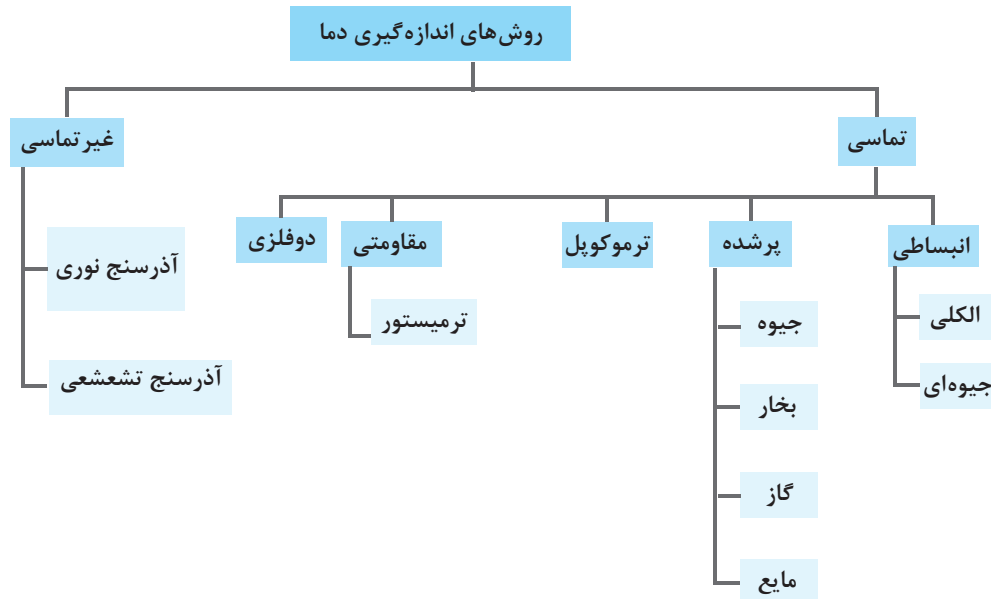 روش‌های اندازه‌گیری دما
تماسی
غیرتماسی
انبساطی
پرشده
ترموکوپل
مقاومتی
دوفلزی
الکلی
جیوه‌ای
جیوه
بخار
گاز
مایع
ترمیستور
آذرسنج نوری
آذرسنج تشعشعی